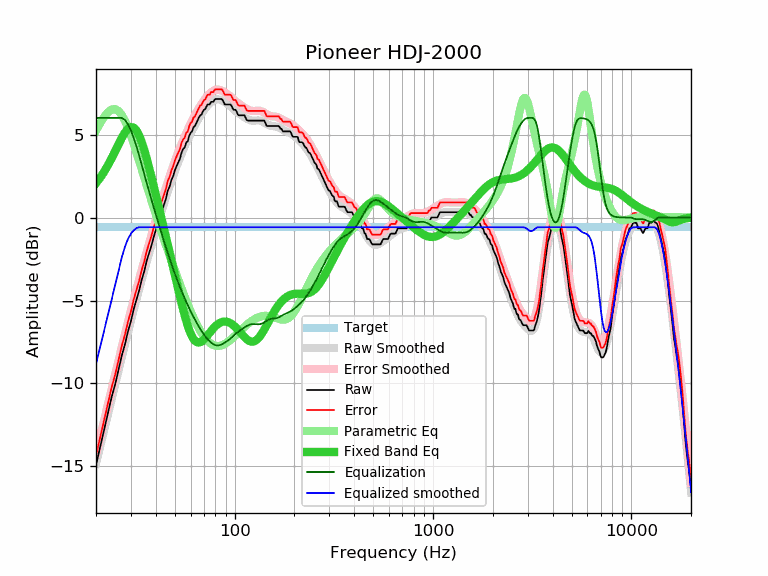 Pioneer HDJ-2000
Amplitude (dBr)
5
0
−5
−10
−15
Target
Raw Smoothed
Error Smoothed
Raw
Error
Parametric Eq
Fixed Band Eq
Equalization
Equalized smoothed
100
1000
10000
Frequency (Hz)